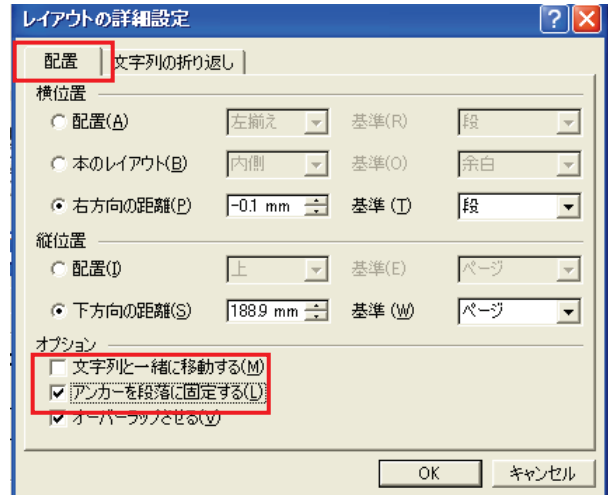 レイアウトの詳細設定
配置 文字列の折り返し
横位置
配置(A) 左揃え 基準(R) 段
本のレイアウト(B) 内側 基準(O) 余白
右方向の距離(P) -0.1 mm 基準 (T) 段
縦位置
配置(I) 上 基準(E) ページ
下方向の距離(S) 188.9 mm 基準 (W) ページ
オプション
文字列と一緒に移動する(M)
アンカーを段落に固定する(L)
オーバーラップさせる(V)
OK キャンセル